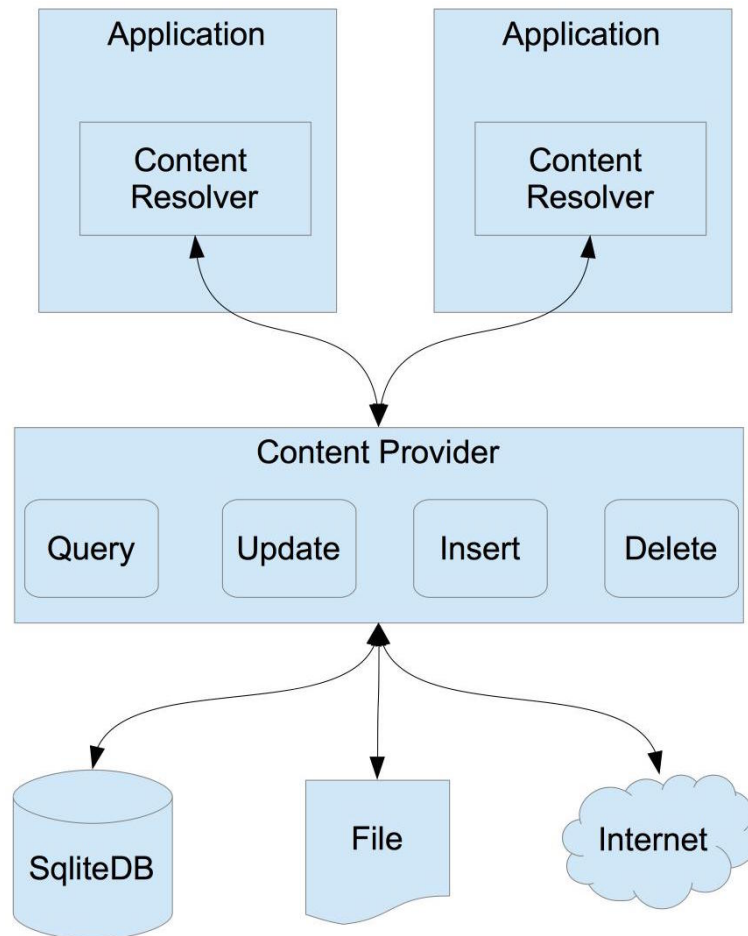 Application
Application
Content
Resolver
Content
Resolver
Content Provider
Query
Update
Insert
Delete
SqliteDB
File
Internet